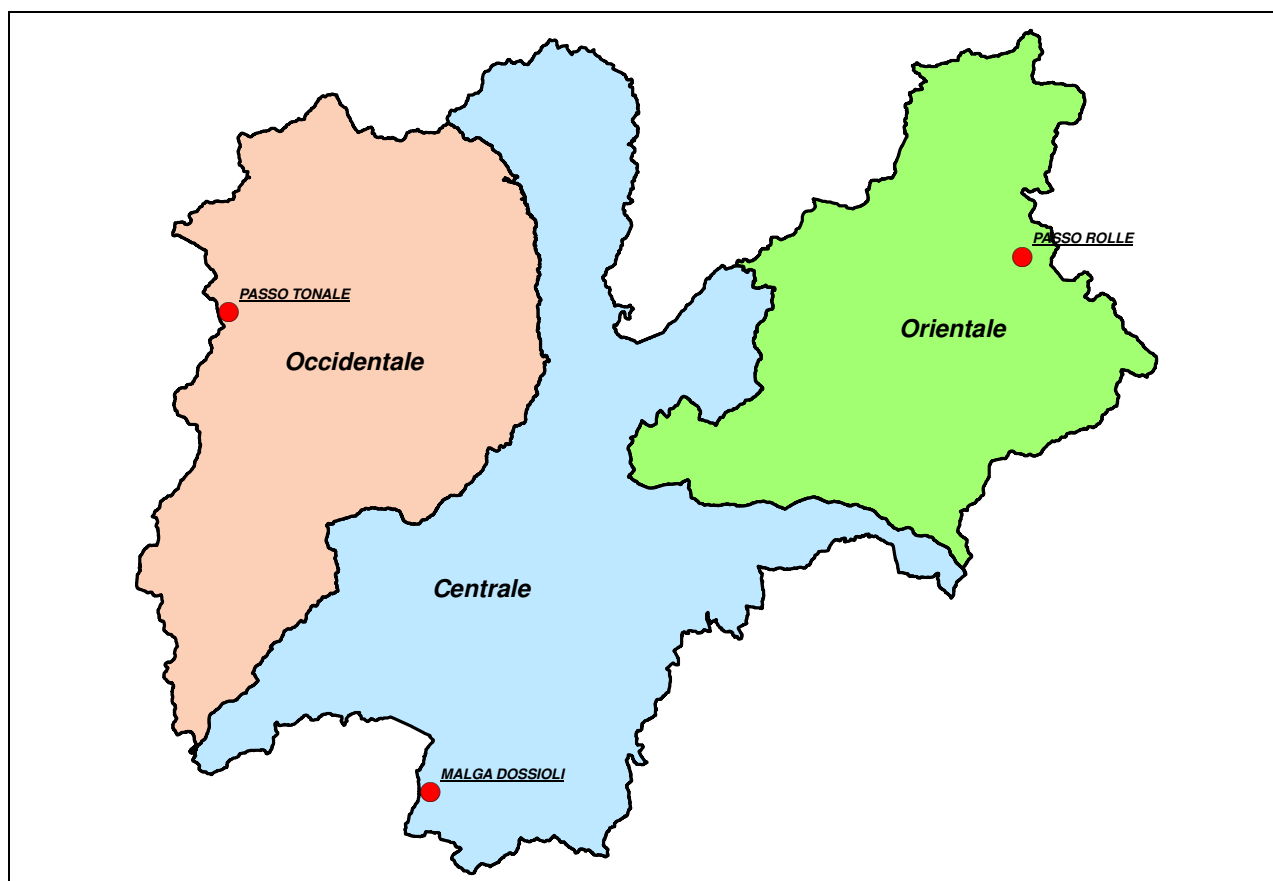 PASSO ROLLE
PASSO TONALE
Orientale
Occidentale
Centrale
MALGA DOSSIOLI